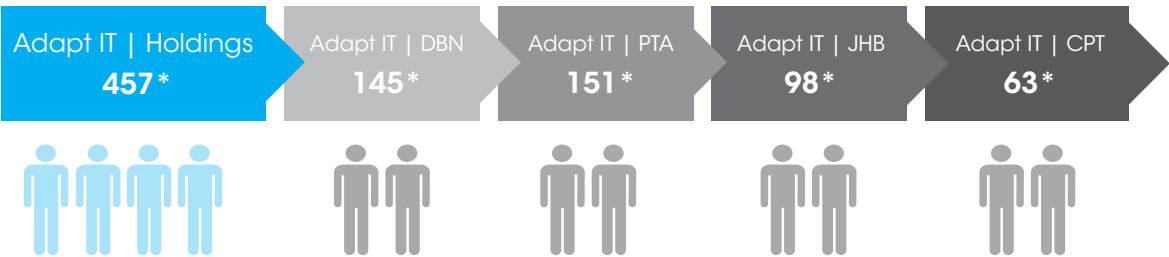 Adapt IT | Holdings
457*
Adapt IT | DBN
145*
Adapt IT | PTA
151*
Adapt IT | JHB
98*
Adapt IT | CPT
63*